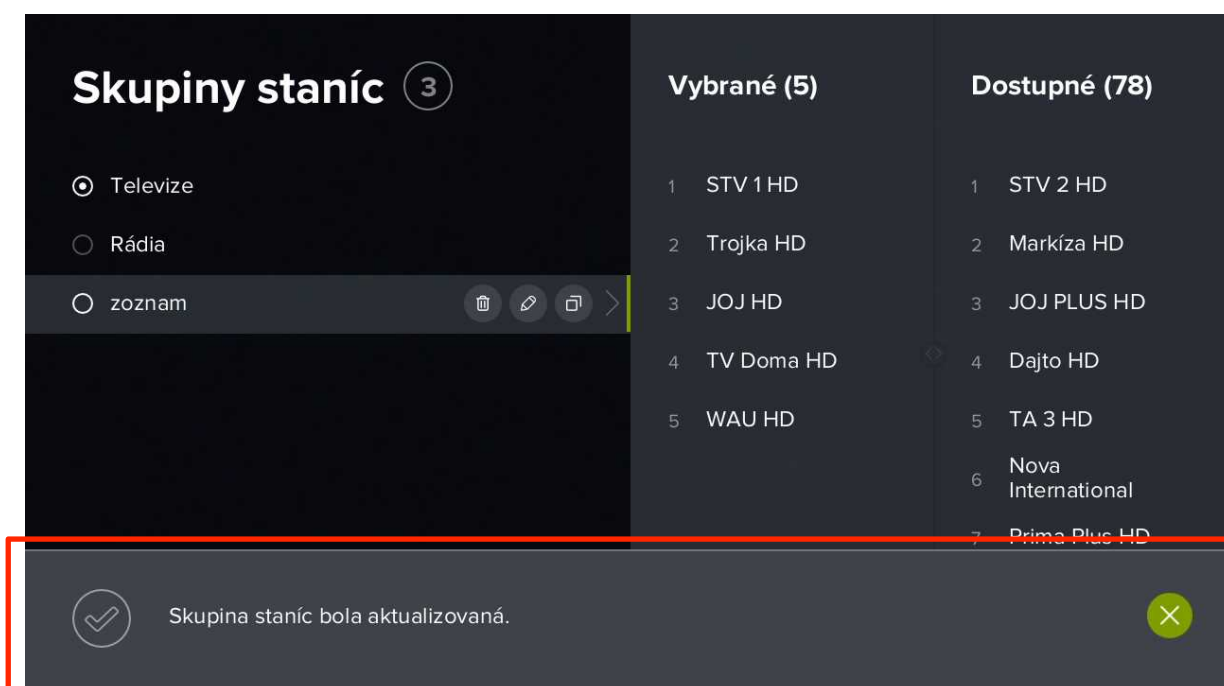 Skupiny staníc 3
Televize
Rádia
zoznam
Vybrané (5)
1 STV 1 HD
2 Trojka HD
3 JOJ HD
4 TV Doma HD
5 WAU HD
Dostupné (78)
1 STV 2 HD
2 Markíza HD
3 JOJ PLUS HD
4 Dajto HD
5 TA 3 HD
6 Nova
International
7 Prima Plus HD
Skupina staníc bola aktualizovaná.